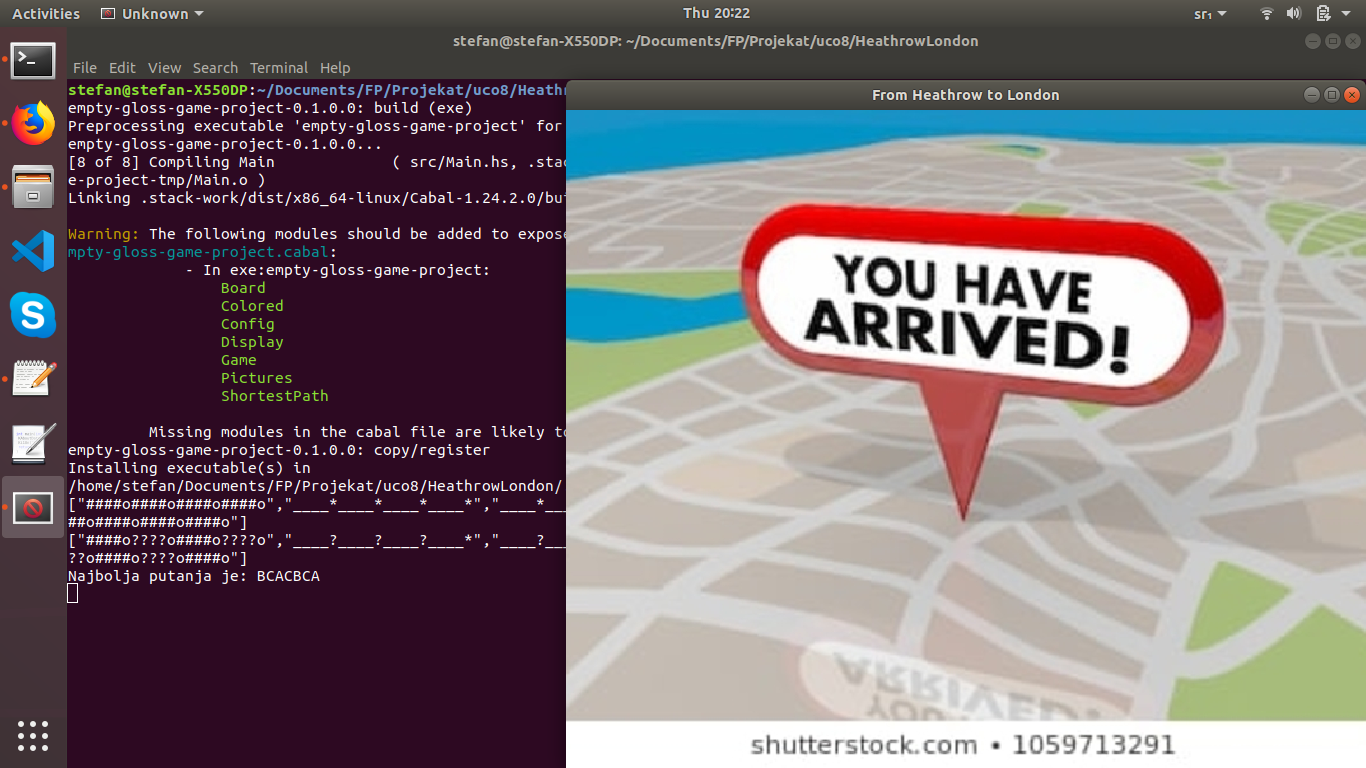 Activities
Unknown
Thu 20:22
sr₁
stefan@stefan-X550DP: ~/Documents/FP/Projekat/uco8/HeathrowLondon
File Edit View Search Terminal Help
stefan@stefan-X550DP:~/Documents/FP/Projekat/uco8/Heathr
empty-gloss-game-project-0.1.0.0: build (exe)
Preprocessing executable 'empty-gloss-game-project' for
empty-gloss-game-project-0.1.0.0...
[8 of 8] Compiling Main             ( src/Main.hs, .stac
e-project-tmp/Main.o )
Linking .stack-work/dist/x86_64-linux/Cabal-1.24.2.0/bui
Warning: The following modules should be added to expose
mpty-gloss-game-project.cabal:
- In exe:empty-gloss-game-project:
Board
Colored
Config
Display
Game
Pictures
ShortestPath
Missing modules in the cabal file are likely to
empty-gloss-game-project-0.1.0.0: copy/register
Installing executable(s) in
/home/stefan/Documents/FP/Projekat/uco8/HeathrowLondon/
["####o####o####o####o","____*____*____*____*","____*___
##o####o####o####o"]
["####o????o####o????o","____?____?____?____*","____?___
??o####o????o####o"]
Najbolja putanja je: BCACBCA
From Heathrow to London
YOU HAVE
ARRIVED!
ARRIVED!
YOU
shutterstock.com • 1059713291